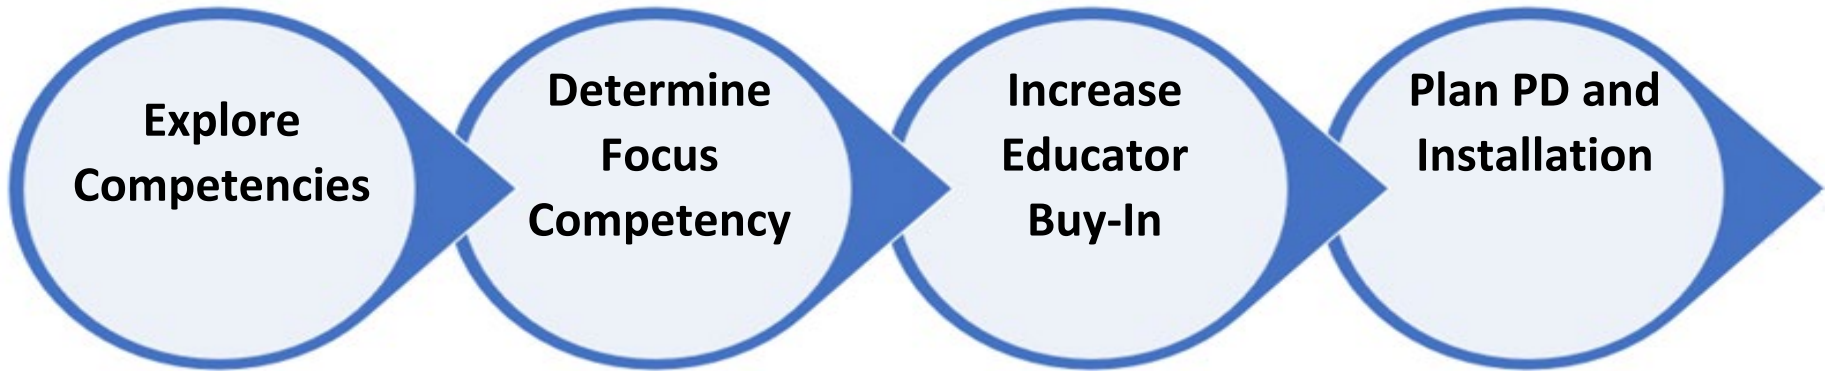 Explore
Competencies
Determine
Focus
Competency
Increase
Educator
Buy-In
Plan PD and
Installation